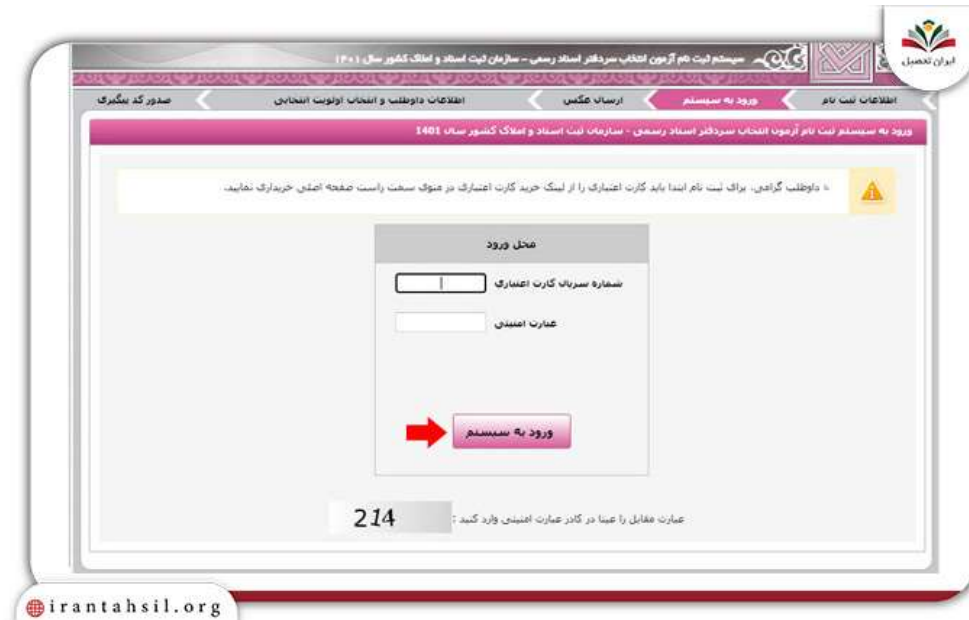 ایران تحصیل
سیستم ثبت نام آزمون انتخاب سردفتر اسناد رسمی - سازمان ثبت اسناد و املاک کشور سال ۱۴۰۱
اطلاعات ثبت نام
ورود به سیستم
ارسال عکس
اطلاعات داوطلب و انتخاب اولویت انتخابی
صدور کد پیگیری
ورود به سیستم ثبت نام آزمون انتخاب سردفتر اسناد رسمی - سازمان ثبت اسناد و املاک کشور سال 1401
داوطلب گرامی، برای ثبت نام ابتدا باید کارت اعتباری را از لینک خرید کارت اعتباری در منوی سمت راست صفحه اصلی خریداری نمایید.
محل ورود
شماره سریال کارت اعتباری
عبارت امنیتی
ورود به سیستم
عبارت مقابل را عینا در کادر عبارت امنیتی وارد کنید :
214
irantahsil.org